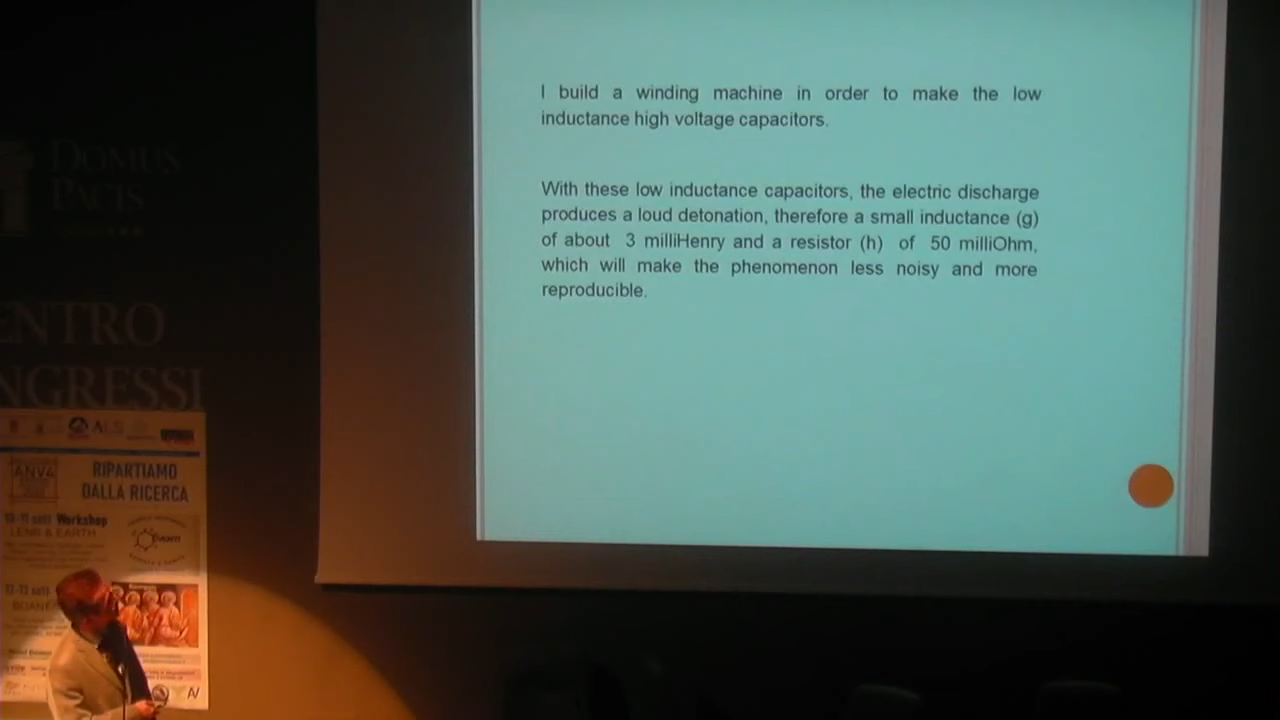 I build a winding machine in order to make the low
inductance high voltage capacitors.
With these low inductance capacitors, the electric discharge
produces a loud detonation, therefore a small inductance (g)
of about 3 milliHenry and a resistor (h) of 50 milliOhm,
which will make the phenomenon less noisy and more
reproducible.
DOMUS
PACIS
ENTRO
NGRESSI
ALS
RIPARTIAMO
DALLA RICERCA
Workshop
LENR & EARTH